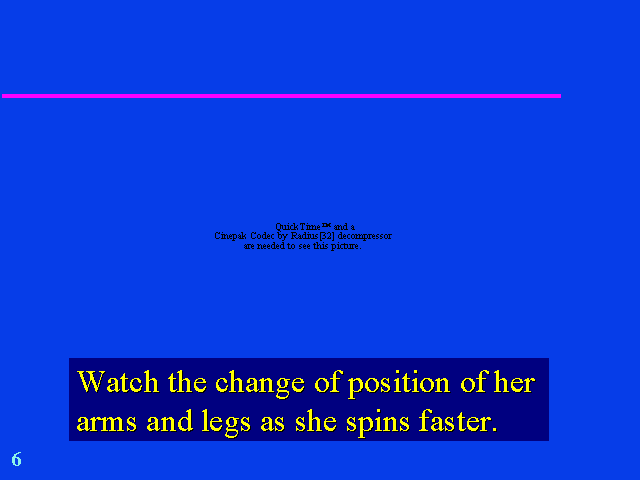 QuickTime™ and a
Cinepak Codec by Radius[32] decompressor
are needed to see this picture.
Watch the change of position of her
arms and legs as she spins faster.
6